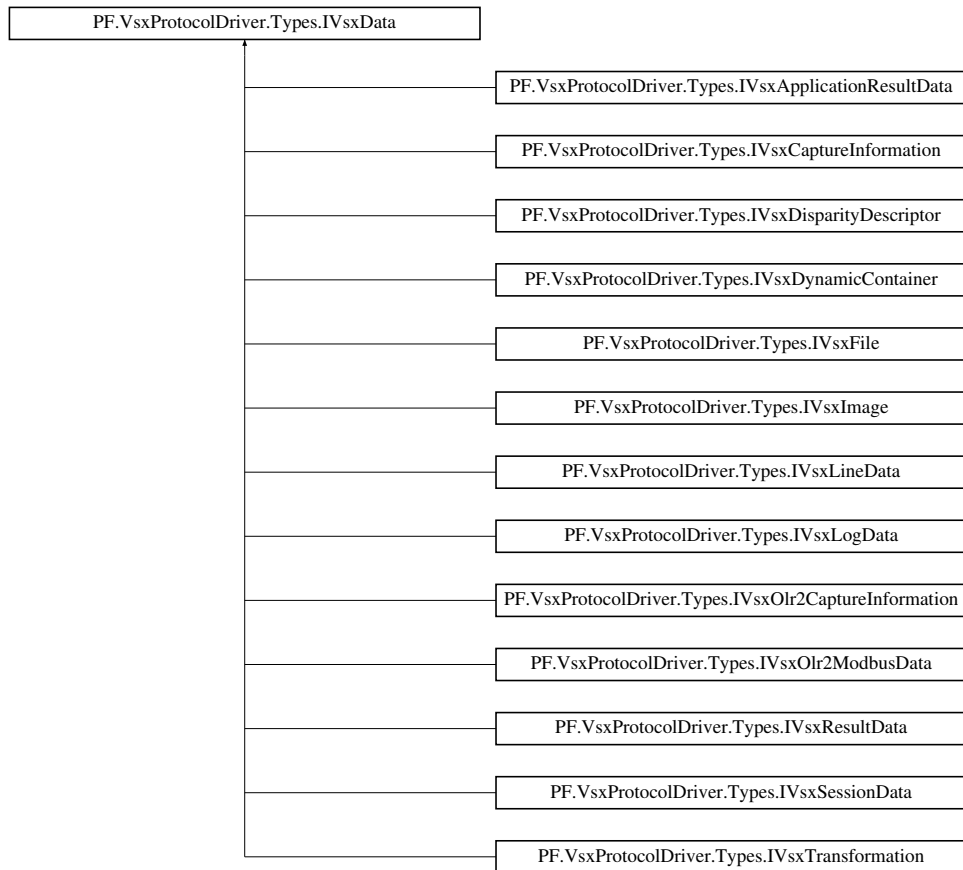 PF.VsxProtocolDriver.Types.IVsxData
PF.VsxProtocolDriver.Types.IVsxApplicationResultData
PF.VsxProtocolDriver.Types.IVsxCaptureInformation
PF.VsxProtocolDriver.Types.IVsxDisparityDescriptor
PF.VsxProtocolDriver.Types.IVsxDynamicContainer
PF.VsxProtocolDriver.Types.IVsxFile
PF.VsxProtocolDriver.Types.IVsxImage
PF.VsxProtocolDriver.Types.IVsxLineData
PF.VsxProtocolDriver.Types.IVsxLogData
PF.VsxProtocolDriver.Types.IVsxOlr2CaptureInformation
PF.VsxProtocolDriver.Types.IVsxOlr2ModbusData
PF.VsxProtocolDriver.Types.IVsxResultData
PF.VsxProtocolDriver.Types.IVsxSessionData
PF.VsxProtocolDriver.Types.IVsxTransformation